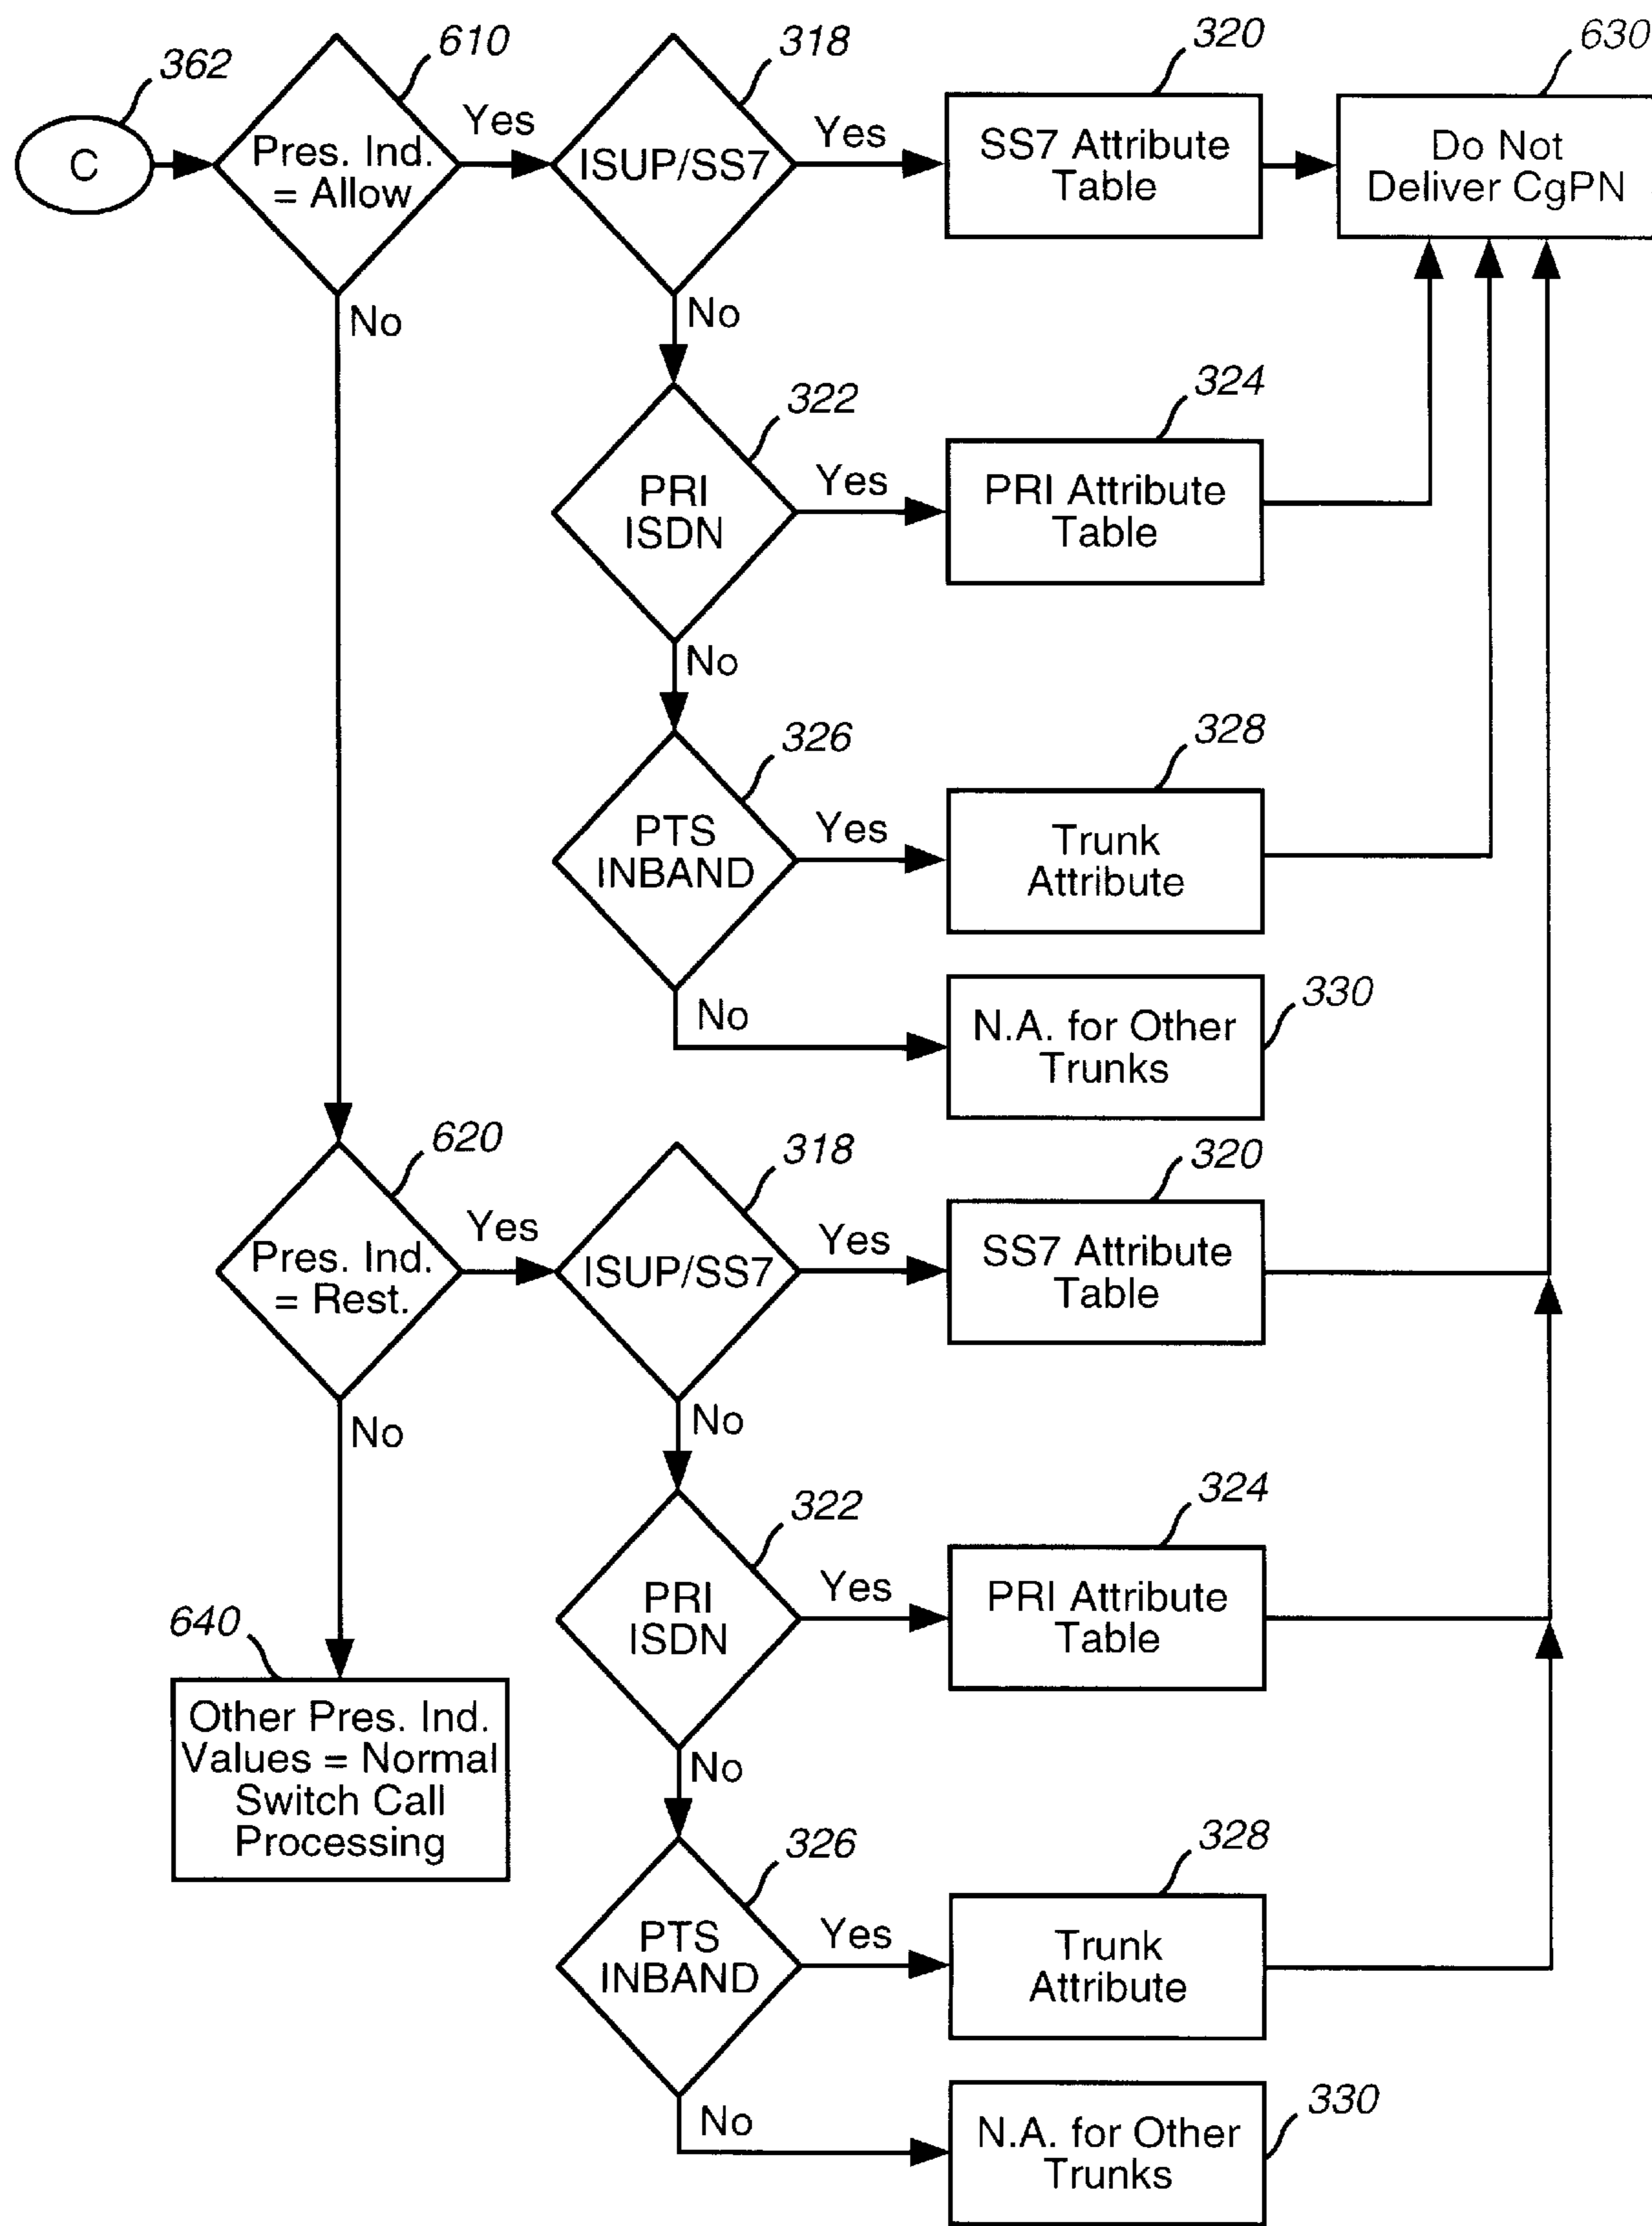 362
610
318
320
630
C
Pres. Ind.
= Allow
Yes
ISUP/SS7
Yes
SS7 Attribute
Table
Do Not
Deliver CgPN
No
No
322
324
PRI
ISDN
Yes
PRI Attribute
Table
No
326
328
PTS
INBAND
Yes
Trunk
Attribute
No
N.A. for Other
Trunks
330
620
318
320
Pres. Ind.
= Rest.
Yes
ISUP/SS7
Yes
SS7 Attribute
Table
No
No
322
324
PRI
ISDN
Yes
PRI Attribute
Table
640
Other Pres. Ind.
Values = Normal
Switch Call
Processing
No
326
328
PTS
INBAND
Yes
Trunk
Attribute
No
N.A. for Other
Trunks
330